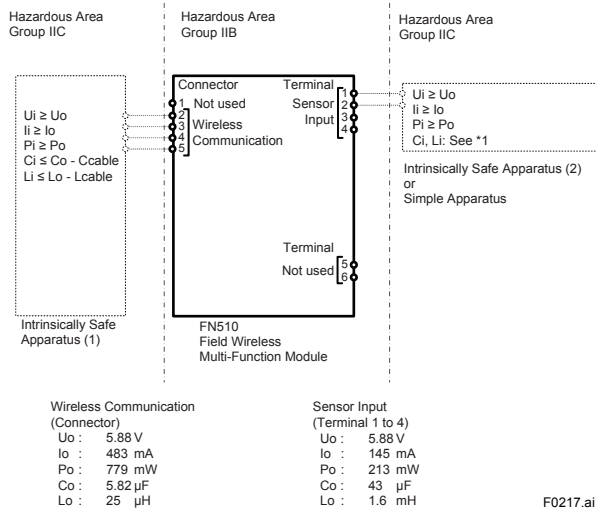 Hazardous Area
Group IIC
Hazardous Area
Group IIB
Hazardous Area
Group IIC
Ui ≥ Uo
Ii ≥ Io
Pi ≥ Po
Ci ≤ Co - Ccable
Li ≤ Lo - Lcable
Intrinsically Safe
Apparatus (1)
Connector
1 Not used
2
3 Wireless
4 Communication
5
Terminal
Sensor
Input
1
2
3
4
Terminal
Not used
5
6
FN510
Field Wireless
Multi-Function Module
Ui ≥ Uo
Ii ≥ Io
Pi ≥ Po
Ci, Li: See *1
Intrinsically Safe Apparatus (2)
or
Simple Apparatus
Wireless Communication
(Connector)
Uo : 5.88 V
Io : 483 mA
Po : 779 mW
Co : 5.82 µF
Lo : 25 µH
Sensor Input
(Terminal 1 to 4)
Uo : 5.88 V
Io : 145 mA
Po : 213 mW
Co : 43 µF
Lo : 1.6 mH
F0217.ai